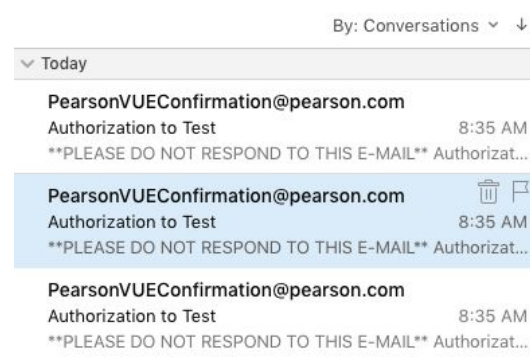 By: Conversations
Today
PearsonVUEConfirmation@pearson.com
Authorization to Test 8:35 AM
**PLEASE DO NOT RESPOND TO THIS E-MAIL** Authorizat...
PearsonVUEConfirmation@pearson.com
Authorization to Test 8:35 AM
**PLEASE DO NOT RESPOND TO THIS E-MAIL** Authorizat...
PearsonVUEConfirmation@pearson.com
Authorization to Test 8:35 AM
**PLEASE DO NOT RESPOND TO THIS E-MAIL** Authorizat...